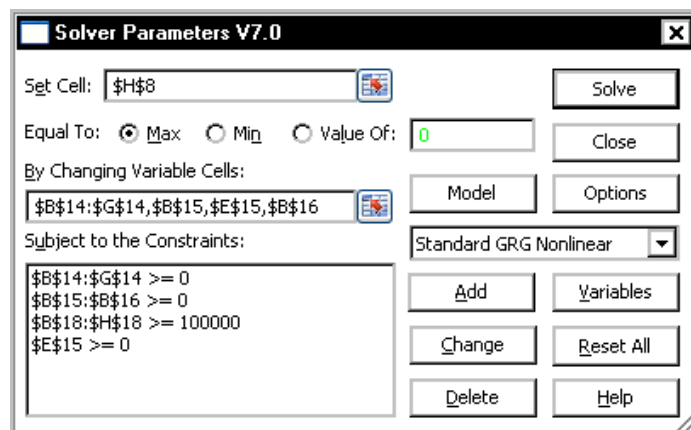 Solver Parameters V7.0
Set Cell: $H$8
Solve
Equal To: Max Min Value Of: 0
Close
By Changing Variable Cells:
$B$14:$G$14,$B$15,$E$15,$B$16
Model Options
Subject to the Constraints:
Standard GRG Nonlinear
$B$14:$G$14 >= 0
$B$15:$B$16 >= 0
$B$18:$H$18 >= 100000
$E$15 >= 0
Add Variables
Change Reset All
Delete Help